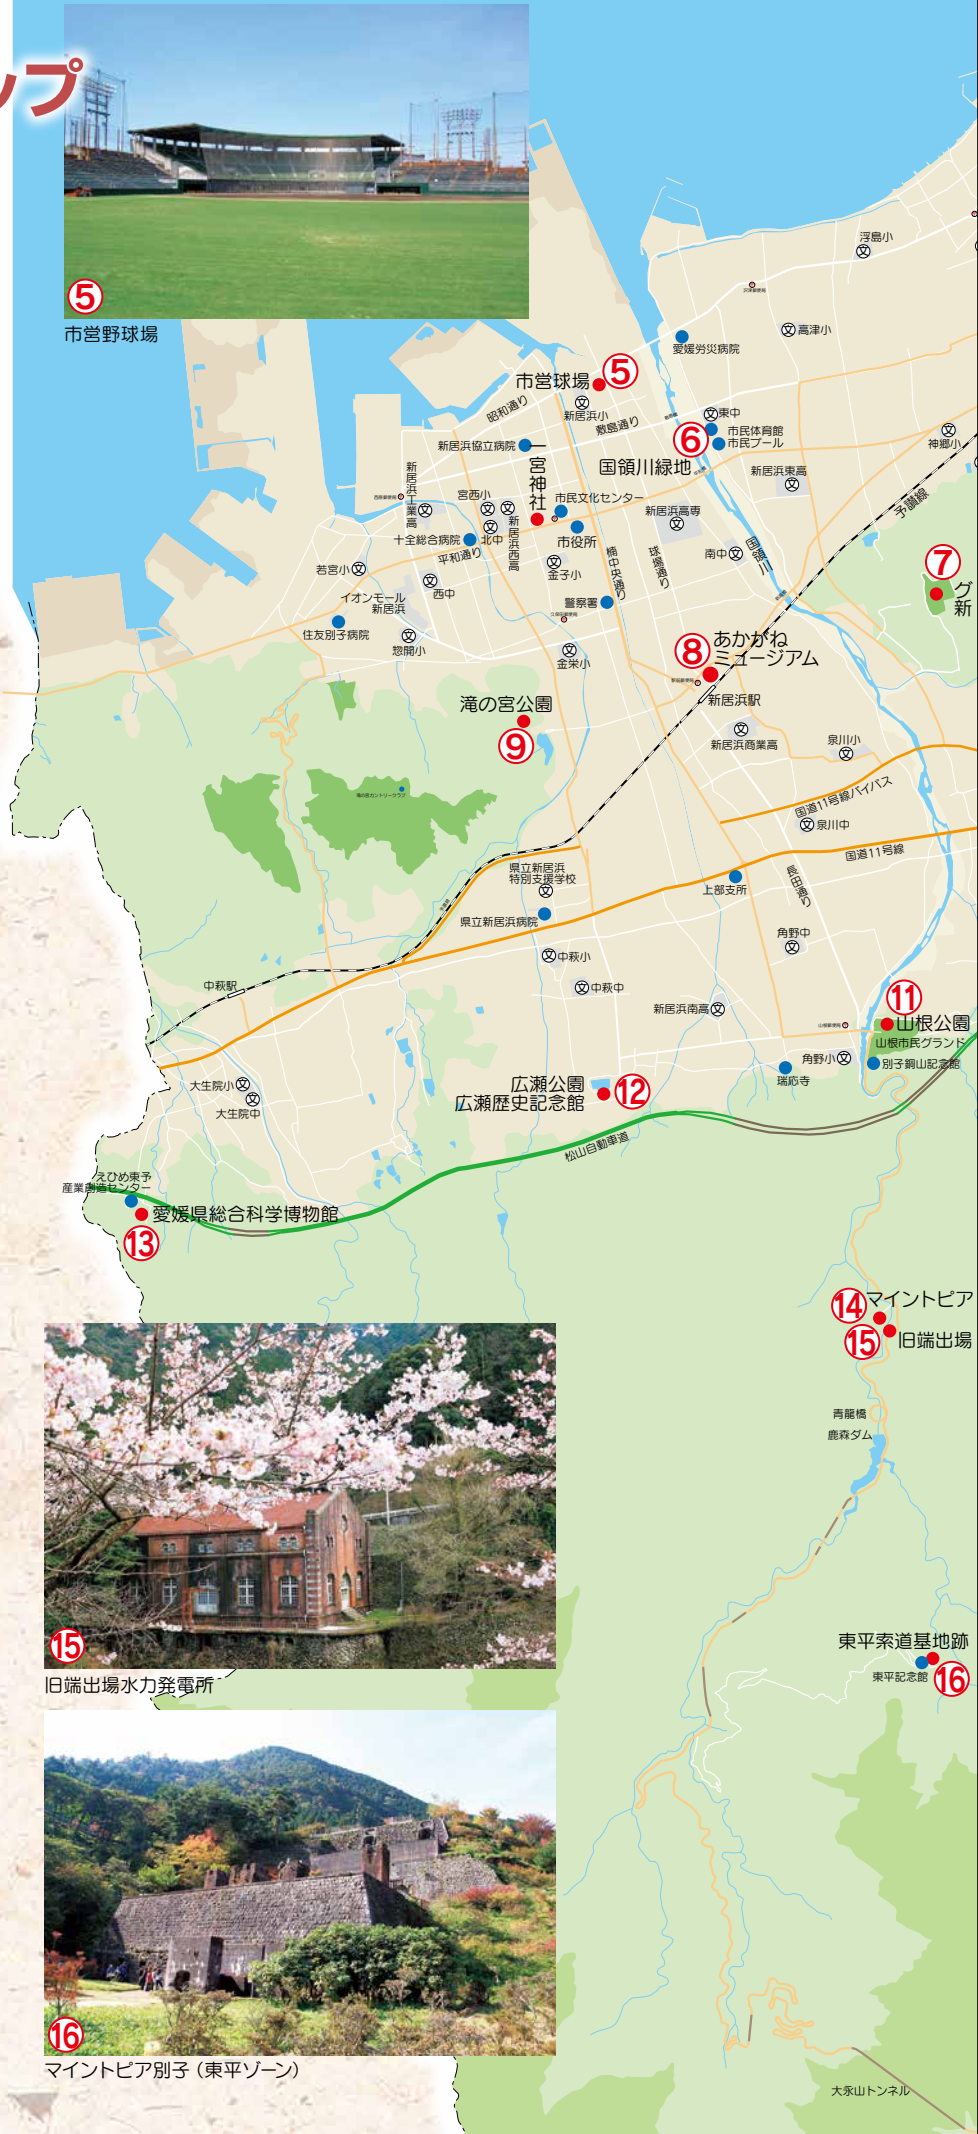 ップ
⑤
市営野球場
浮島小
高津小
愛媛労災病院
市営球場
⑤
昭和通り
新居浜小
敷島通り
東中
市民体育館
市民プール
⑥
国領川緑地
神郷小
新居浜協立病院
一宮神社
新居浜東高
予讃線
新居浜工業高
宮西小
市民文化センター
新居浜高専
新居浜西高
北中
十全総合病院
平和通り
市役所
楠中央通り
球場通り
南中
国領川
若宮小
西中
金子小
⑦
グ
新
イオンモール
新居浜
警察署
住友別子病院
惣開小
金栄小
⑧
あかがね
ミュージアム
新居浜駅
滝の宮公園
⑨
新居浜商業高
泉川小
滝の宮カントリークラブ
国道11号線バイパス
泉川中
国道11号線
県立新居浜
特別支援学校
上部支所
長田通り
県立新居浜病院
角野中
中萩小
中萩駅
中萩中
新居浜南高
⑪
山根公園
山根市民グランド
別子銅山記念館
角野小
瑞応寺
大生院小
大生院中
広瀬公園
広瀬歴史記念館
⑫
松山自動車道
えひめ東予
産業創造センター
愛媛県総合科学博物館
⑬
⑭
マイントピア
⑮
旧端出場
青龍橋
鹿森ダム
⑮
旧端出場水力発電所
東平索道基地跡
東平記念館
⑯
⑯
マイントピア別子（東平ゾーン）
大永山トンネル